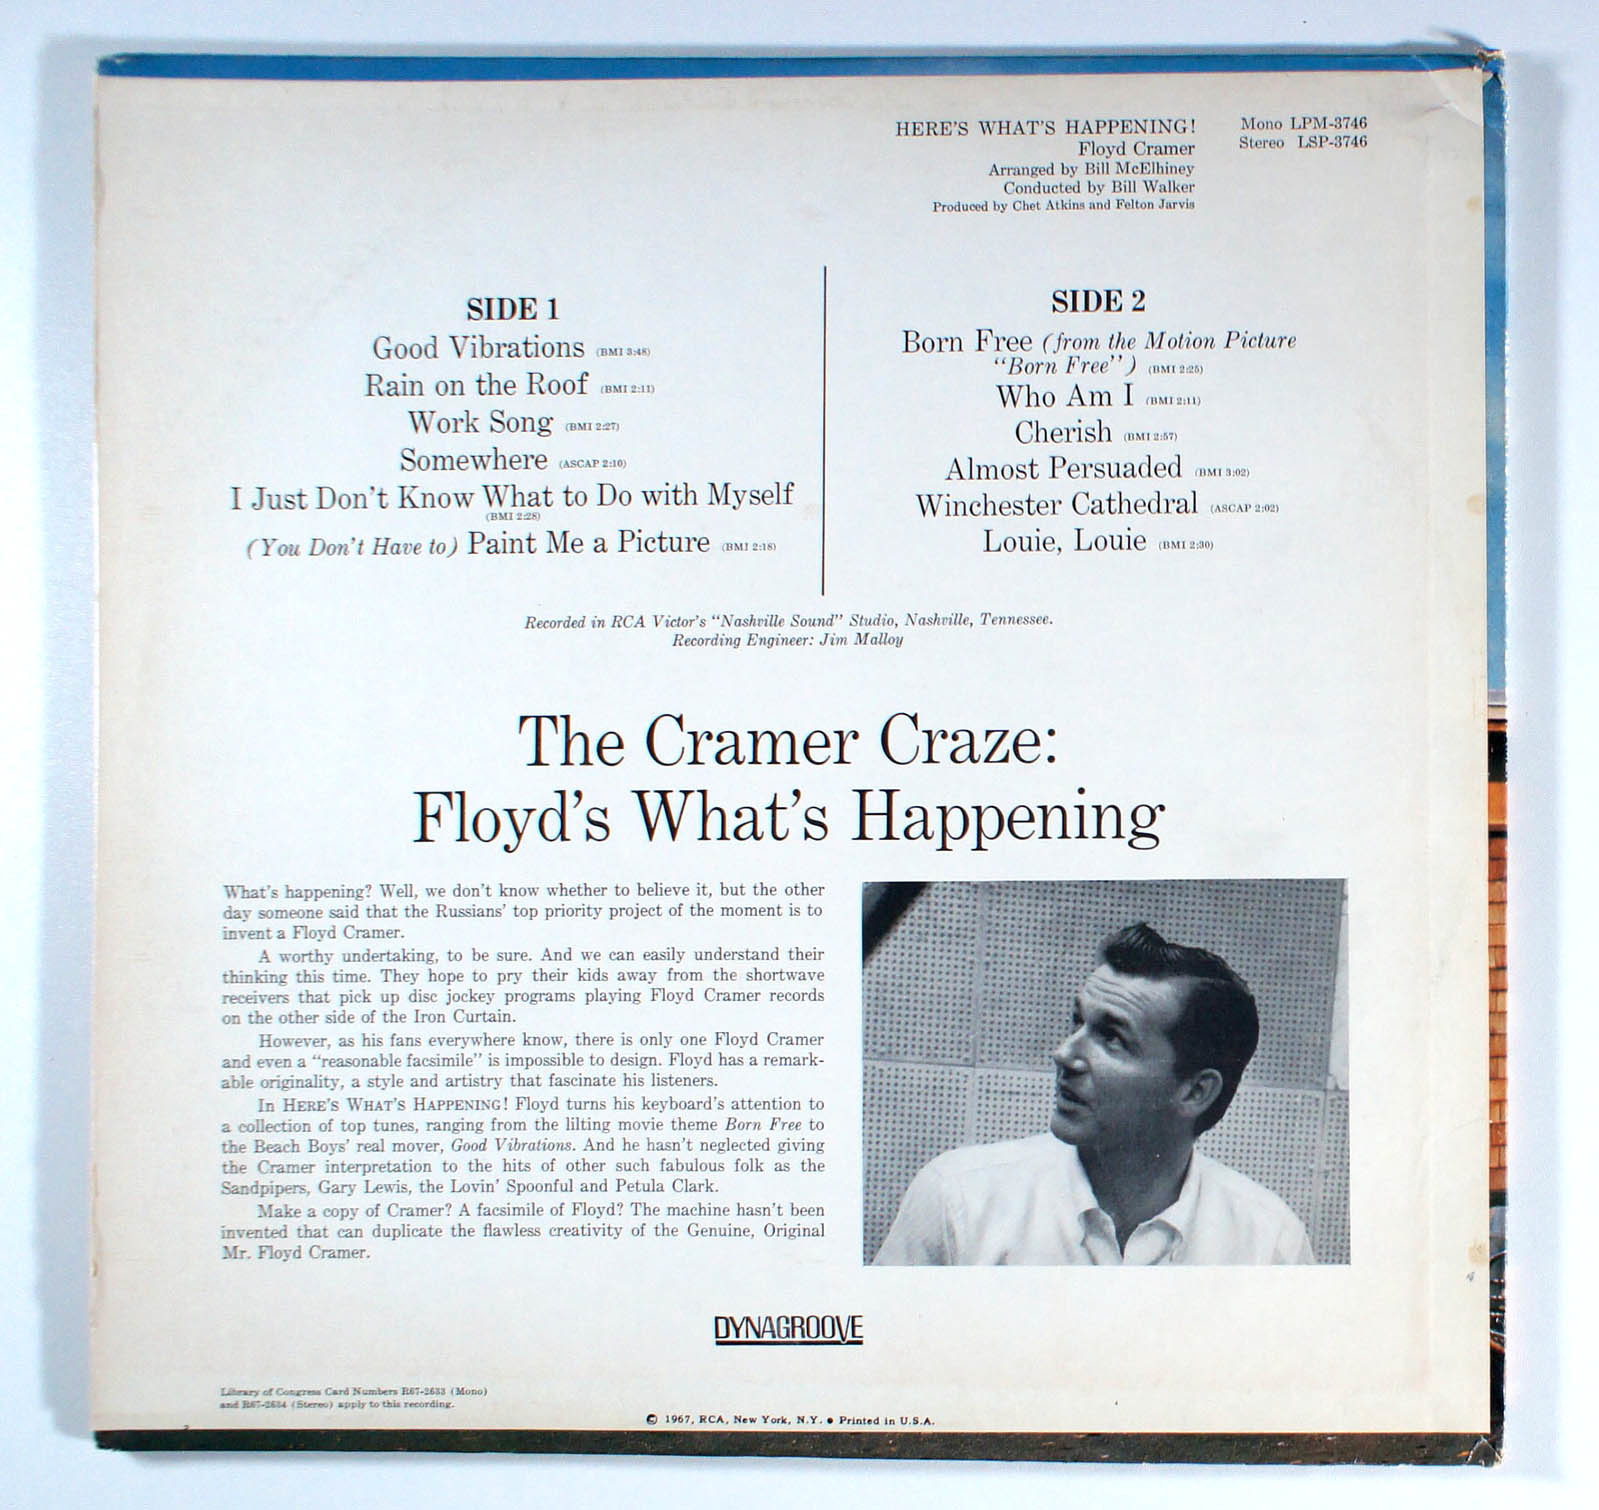 HERE'S WHAT'S HAPPENING!
Floyd Cramer
Arranged by Bill McElhiney
Conducted by Bill Walker
Produced by Chet Atkins and Felton Jarvis
Mono LPM-3746
Stereo LSP-3746
SIDE 1
Good Vibrations (BMI 3:48)
Rain on the Roof (BMI 2:11)
Work Song (BMI 2:27)
Somewhere (ASCAP 2:10)
I Just Don't Know What to Do with Myself
(BMI 2:28)
(You Don't Have to) Paint Me a Picture (BMI 2:18)
SIDE 2
Born Free (from the Motion Picture
"Born Free") (BMI 2:25)
Who Am I (BMI 2:11)
Cherish (BMI 2:57)
Almost Persuaded (BMI 3:02)
Winchester Cathedral (ASCAP 2:02)
Louie, Louie (BMI 2:30)
Recorded in RCA Victor's "Nashville Sound" Studio, Nashville, Tennessee.
Recording Engineer: Jim Malloy
The Cramer Craze:
Floyd's What's Happening
What's happening? Well, we don't know whether to believe it, but the other
day someone said that the Russians' top priority project of the moment is to
invent a Floyd Cramer.
A worthy undertaking, to be sure. And we can easily understand their
thinking this time. They hope to pry their kids away from the shortwave
receivers that pick up disc jockey programs playing Floyd Cramer records
on the other side of the Iron Curtain.
However, as his fans everywhere know, there is only one Floyd Cramer
and even a "reasonable facsimile" is impossible to design. Floyd has a remark-
able originality, a style and artistry that fascinate his listeners.
In HERE'S WHAT'S HAPPENING! Floyd turns his keyboard's attention to
a collection of top tunes, ranging from the lilting movie theme Born Free to
the Beach Boys' real mover, Good Vibrations. And he hasn't neglected giving
the Cramer interpretation to the hits of other such fabulous folk as the
Sandpipers, Gary Lewis, the Lovin' Spoonful and Petula Clark.
Make a copy of Cramer? A facsimile of Floyd? The machine hasn't been
invented that can duplicate the flawless creativity of the Genuine, Original
Mr. Floyd Cramer.
DYNAGROOVE
Library of Congress Card Numbers R67-2633 (Mono)
and R67-2634 (Stereo) apply to this recording.
© 1967, RCA, New York, N.Y. ● Printed in U.S.A.